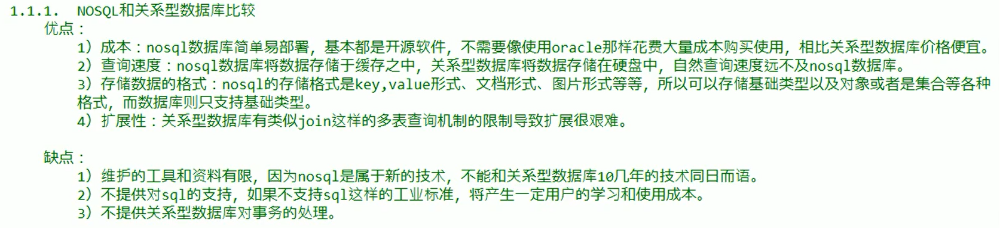 1.1.1. NOSQL和关系型数据库比较
优点：
1）成本：nosql数据库简单易部署，基本都是开源软件，不需要像使用oracle那样花费大量成本购买使用，相比关系型数据库价格便宜。
2）查询速度：nosql数据库将数据存储于缓存之中，关系型数据库将数据存储在硬盘中，自然查询速度远不及nosql数据库。
3）存储数据的格式：nosql的存储格式是key,value形式、文档形式、图片形式等等，所以可以存储基础类型以及对象或者是集合等各种
格式，而数据库则只支持基础类型。
4）扩展性：关系型数据库有类似join这样的多表查询机制的限制导致扩展很艰难。
缺点：
1）维护的工具和资料有限，因为nosql是属于新的技术，不能和关系型数据库10几年的技术同日而语。
2）不提供对sql的支持，如果不支持sql这样的工业标准，将产生一定用户的学习和使用成本。
3）不提供关系型数据库对事务的处理。